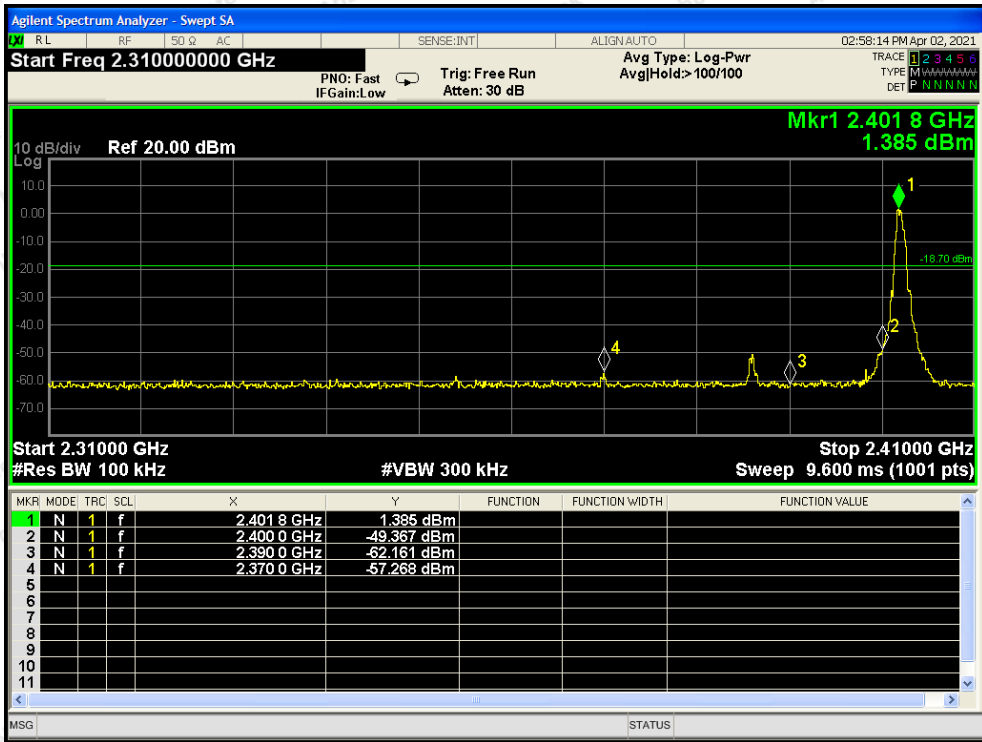 Agilent Spectrum Analyzer - Swept SA
LXI RL RF 50 Ω AC SENSE:INT ALIGN AUTO 02:58:14 PM Apr 02, 2021
Start Freq 2.310000000 GHz
PNO: Fast
IFGain:Low
Trig: Free Run
Atten: 30 dB
Avg Type: Log-Pwr
Avg|Hold:>100/100
TRACE 1 2 3 4 5 6
TYPE M WWWWW
DET P N N N N N
Mkr1 2.401 8 GHz
1.385 dBm
10 dB/div Ref 20.00 dBm
Log
10.0
0.00
-10.0
-20.0
-30.0
-40.0
-50.0
-60.0
-70.0
1
-18.70 dBm
2
4
3
Start 2.31000 GHz Stop 2.41000 GHz
#Res BW 100 kHz #VBW 300 kHz Sweep 9.600 ms (1001 pts)
MKR MODE TRC SCL X Y FUNCTION FUNCTION WIDTH FUNCTION VALUE
1 N 1 f 2.401 8 GHz 1.385 dBm
2 N 1 f 2.400 0 GHz -49.367 dBm
3 N 1 f 2.390 0 GHz -62.161 dBm
4 N 1 f 2.370 0 GHz -57.268 dBm
5
6
7
8
9
10
11
MSG STATUS